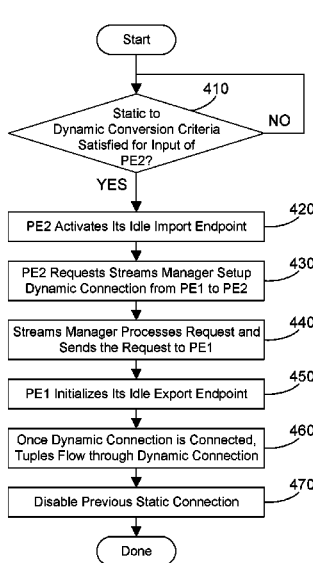 Start
410
Static to
Dynamic Conversion Criteria
Satisfied for Input of
PE2?
NO
YES
420
PE2 Activates Its Idle Import Endpoint
430
PE2 Requests Streams Manager Setup
Dynamic Connection from PE1 to PE2
440
Streams Manager Processes Request and
Sends the Request to PE1
450
PE1 Initializes Its Idle Export Endpoint
460
Once Dynamic Connection is Connected,
Tuples Flow through Dynamic Connection
470
Disable Previous Static Connection
Done